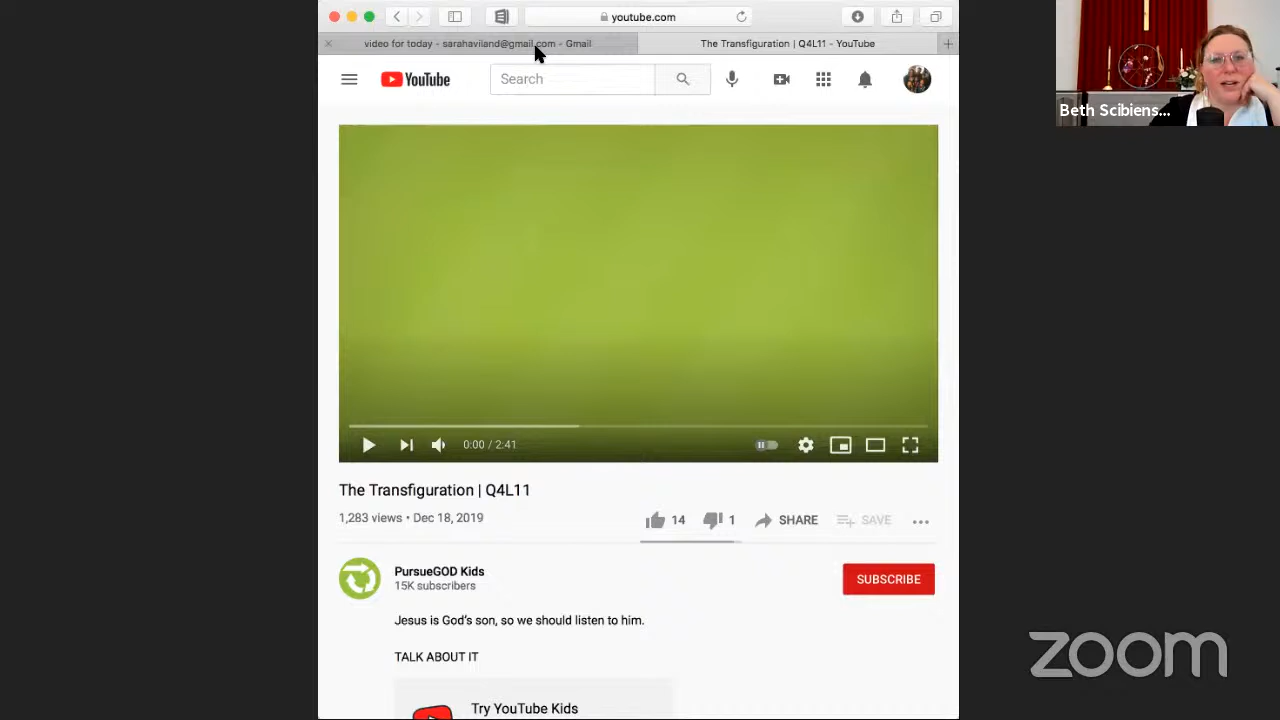 youtube.com
video for today - sarahaviland@gmail.com - Gmail
The Transfiguration | Q4L11 - YouTube
YouTube
Search
Beth Scibiens...
0:00 / 2:41
The Transfiguration | Q4L11
1,283 views • Dec 18, 2019
14
1
SHARE
SAVE
PursueGOD Kids
15K subscribers
SUBSCRIBE
Jesus is God's son, so we should listen to him.
TALK ABOUT IT
Try YouTube Kids
zoom